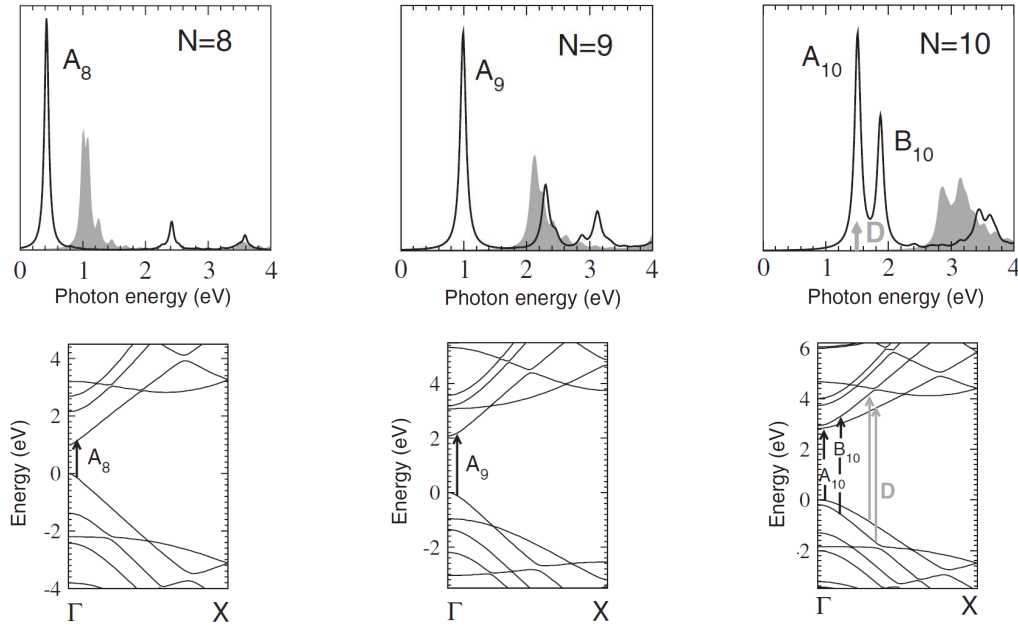 N=8
A8
0 1 2 3 4
Photon energy (eV)
N=9
A9
0 1 2 3 4
Photon energy (eV)
N=10
A10
B10
D
0 1 2 3 4
Photon energy (eV)
Energy (eV)
4
2
0
-2
-4
A8
Γ X
Energy (eV)
4
2
0
-2
A9
Γ X
Energy (eV)
6
4
2
0
-2
B10
A10
D
Γ X